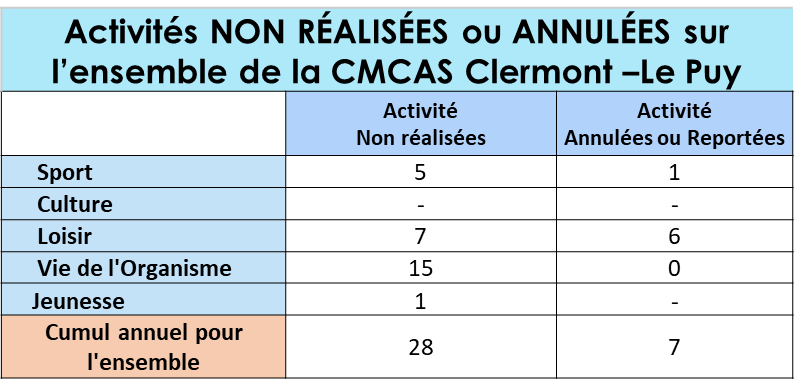 Activités NON RÉALISÉES ou ANNULÉES sur
l’ensemble de la CMCAS Clermont –Le Puy
Activité Activité
Non réalisées Annulées ou Reportées
Sport 5 1
Culture - -
Loisir 7 6
Vie de l'Organisme 15 0
Jeunesse 1 -
Cumul annuel pour
l'ensemble 28 7